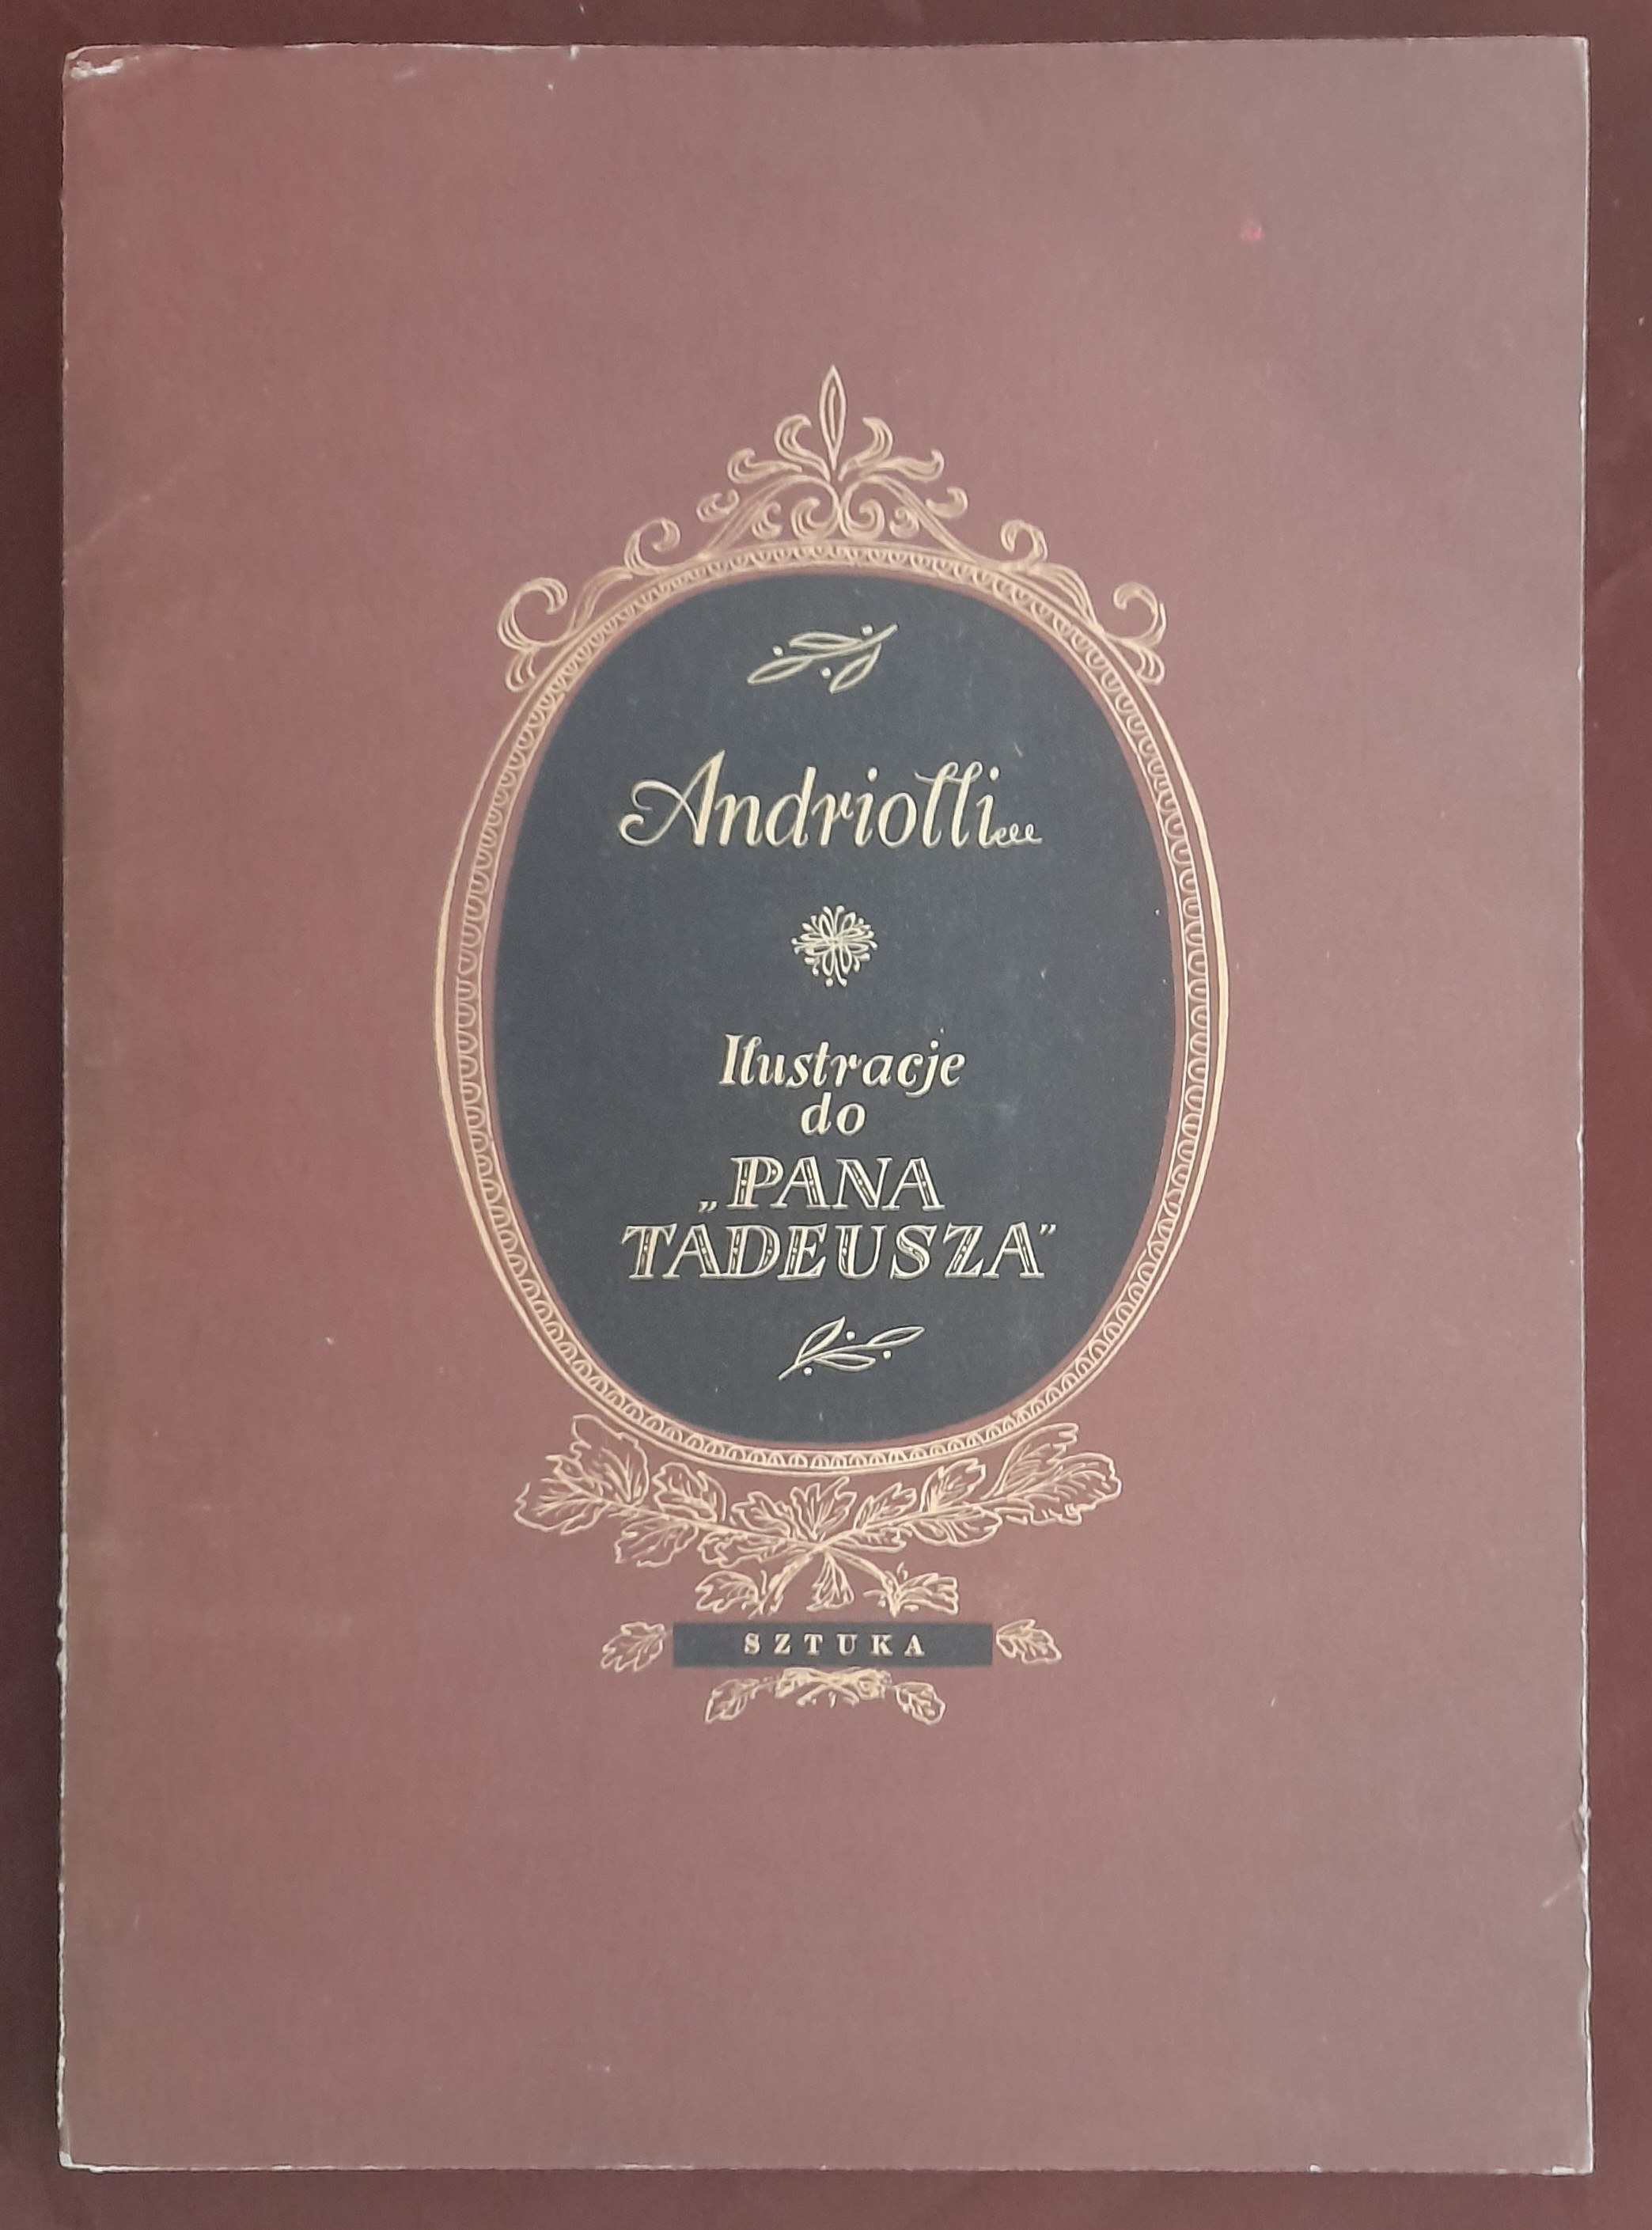 Andriolli
Ilustracje
do
„PANA
TADEUSZA”
SZTUKA